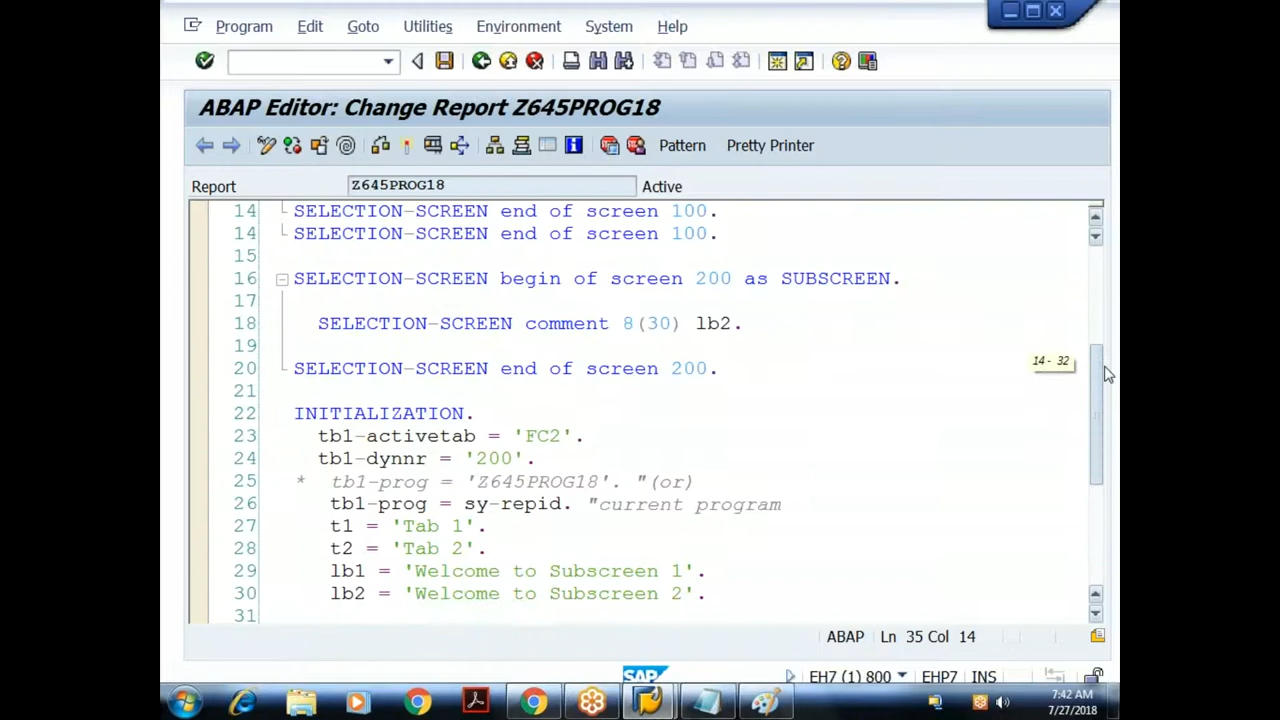 Program Edit Goto Utilities Environment System Help
ABAP Editor: Change Report Z645PROG18
Pattern Pretty Printer
Report Z645PROG18 Active
14 SELECTION-SCREEN end of screen 100.
14 SELECTION-SCREEN end of screen 100.
15
16 SELECTION-SCREEN begin of screen 200 as SUBSCREEN.
17
18 SELECTION-SCREEN comment 8(30) lb2.
19
20 SELECTION-SCREEN end of screen 200.
21
22 INITIALIZATION.
23 tb1-activetab = 'FC2'.
24 tb1-dynnr = '200'.
25 * tb1-prog = 'Z645PROG18'. "(or)
26 tb1-prog = sy-repid. "current program
27 t1 = 'Tab 1'.
28 t2 = 'Tab 2'.
29 lb1 = 'Welcome to Subscreen 1'.
30 lb2 = 'Welcome to Subscreen 2'.
31
14 - 32
ABAP Ln 35 Col 14
SAP EH7 (1) 800 EHP7 INS
7:42 AM
7/27/2018